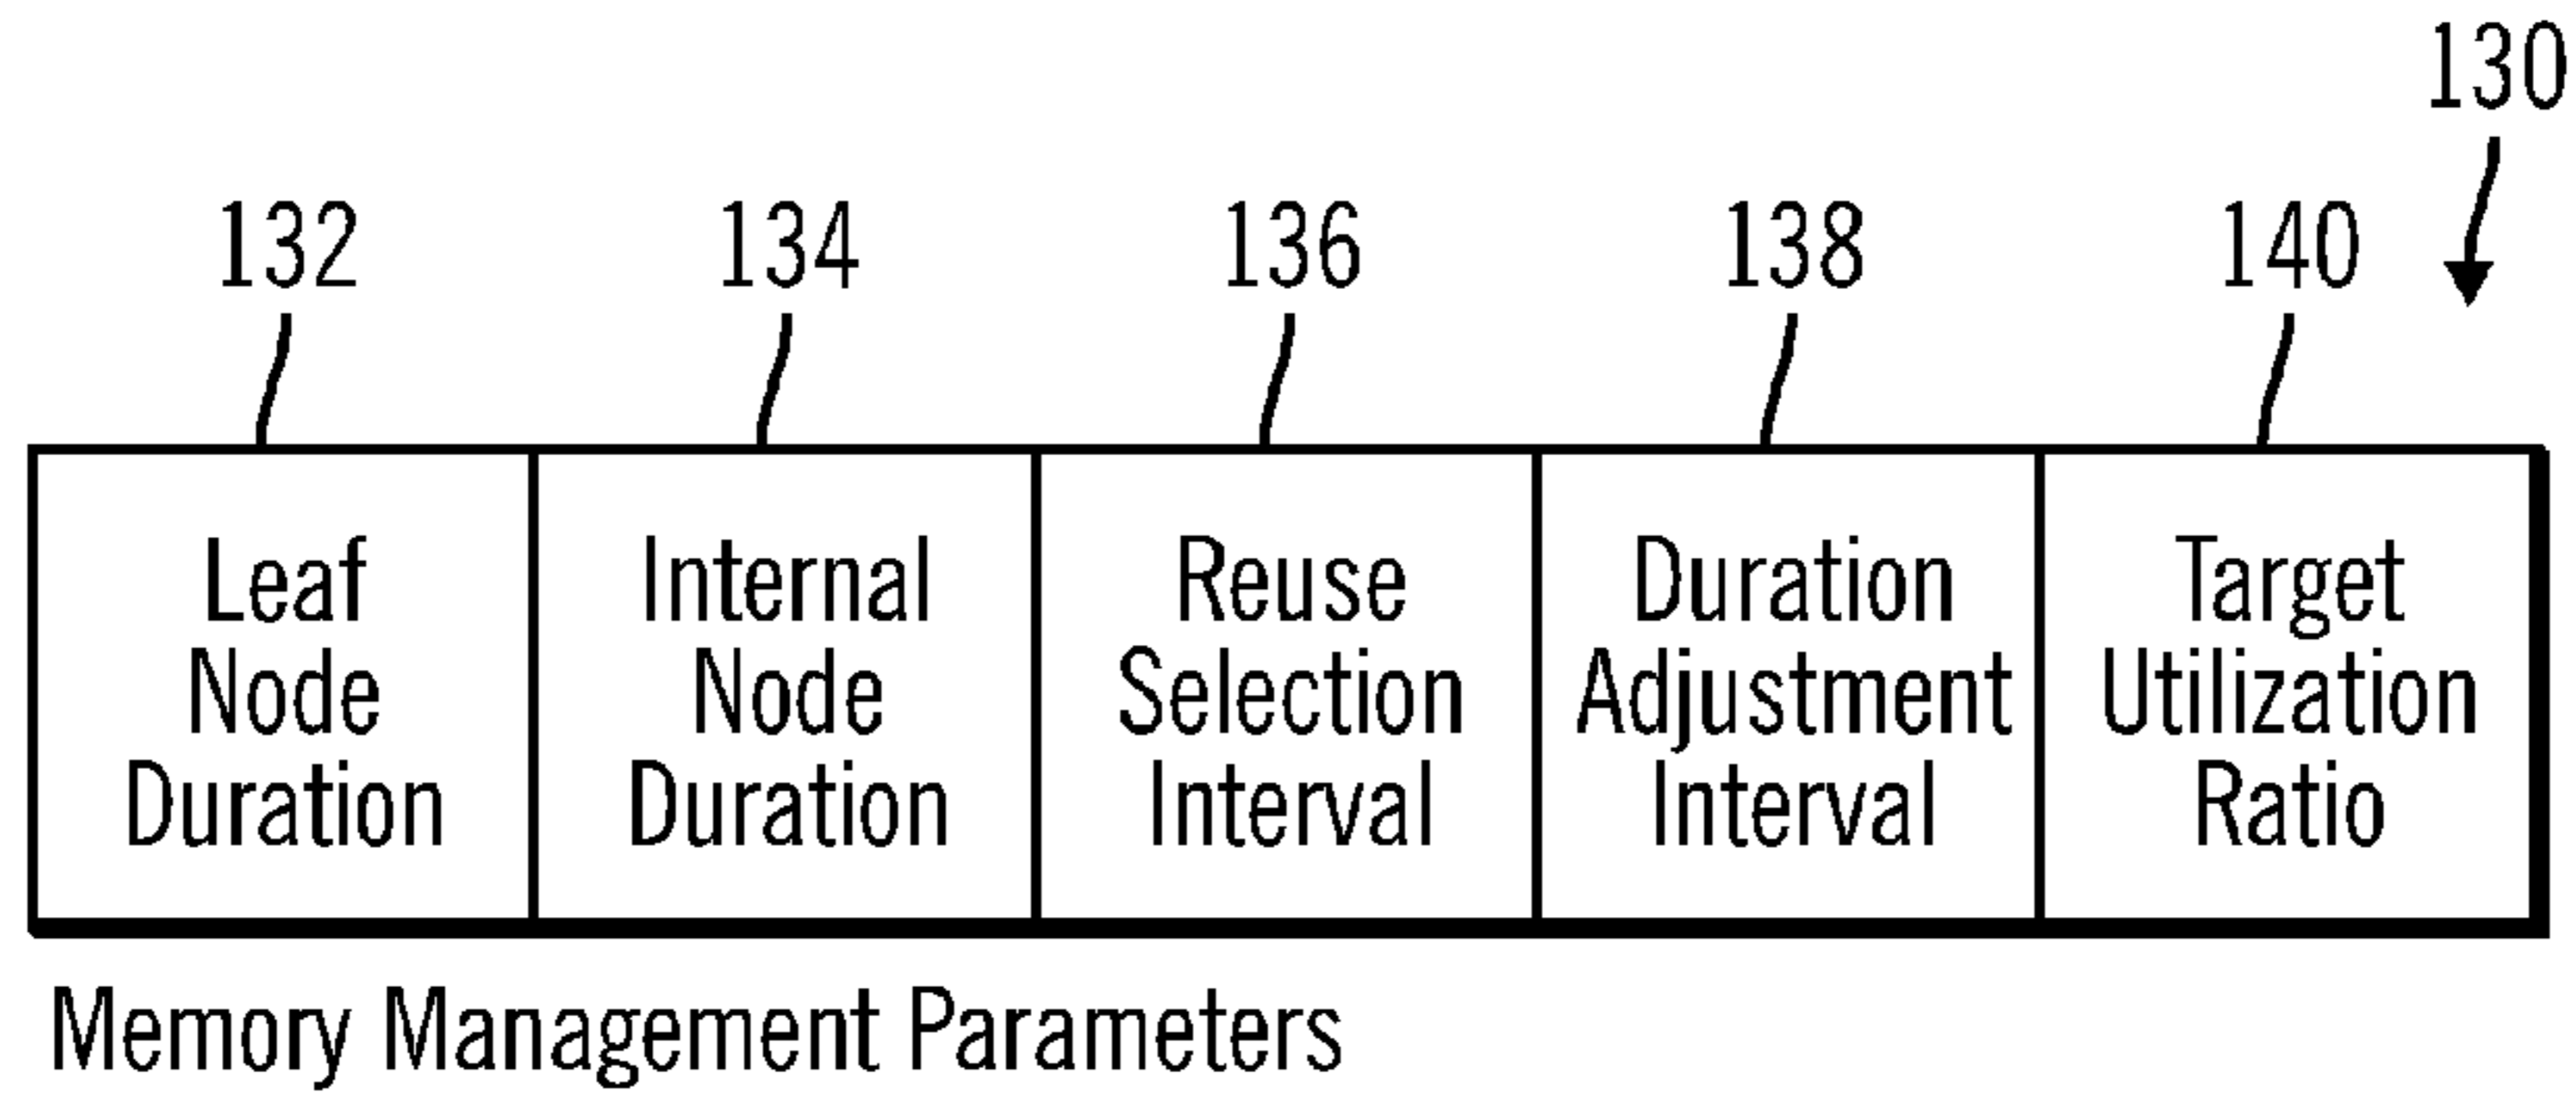 130
132 134 136 138 140
Leaf Node Duration
Internal Node Duration
Reuse Selection Interval
Duration Adjustment Interval
Target Utilization Ratio
Memory Management Parameters